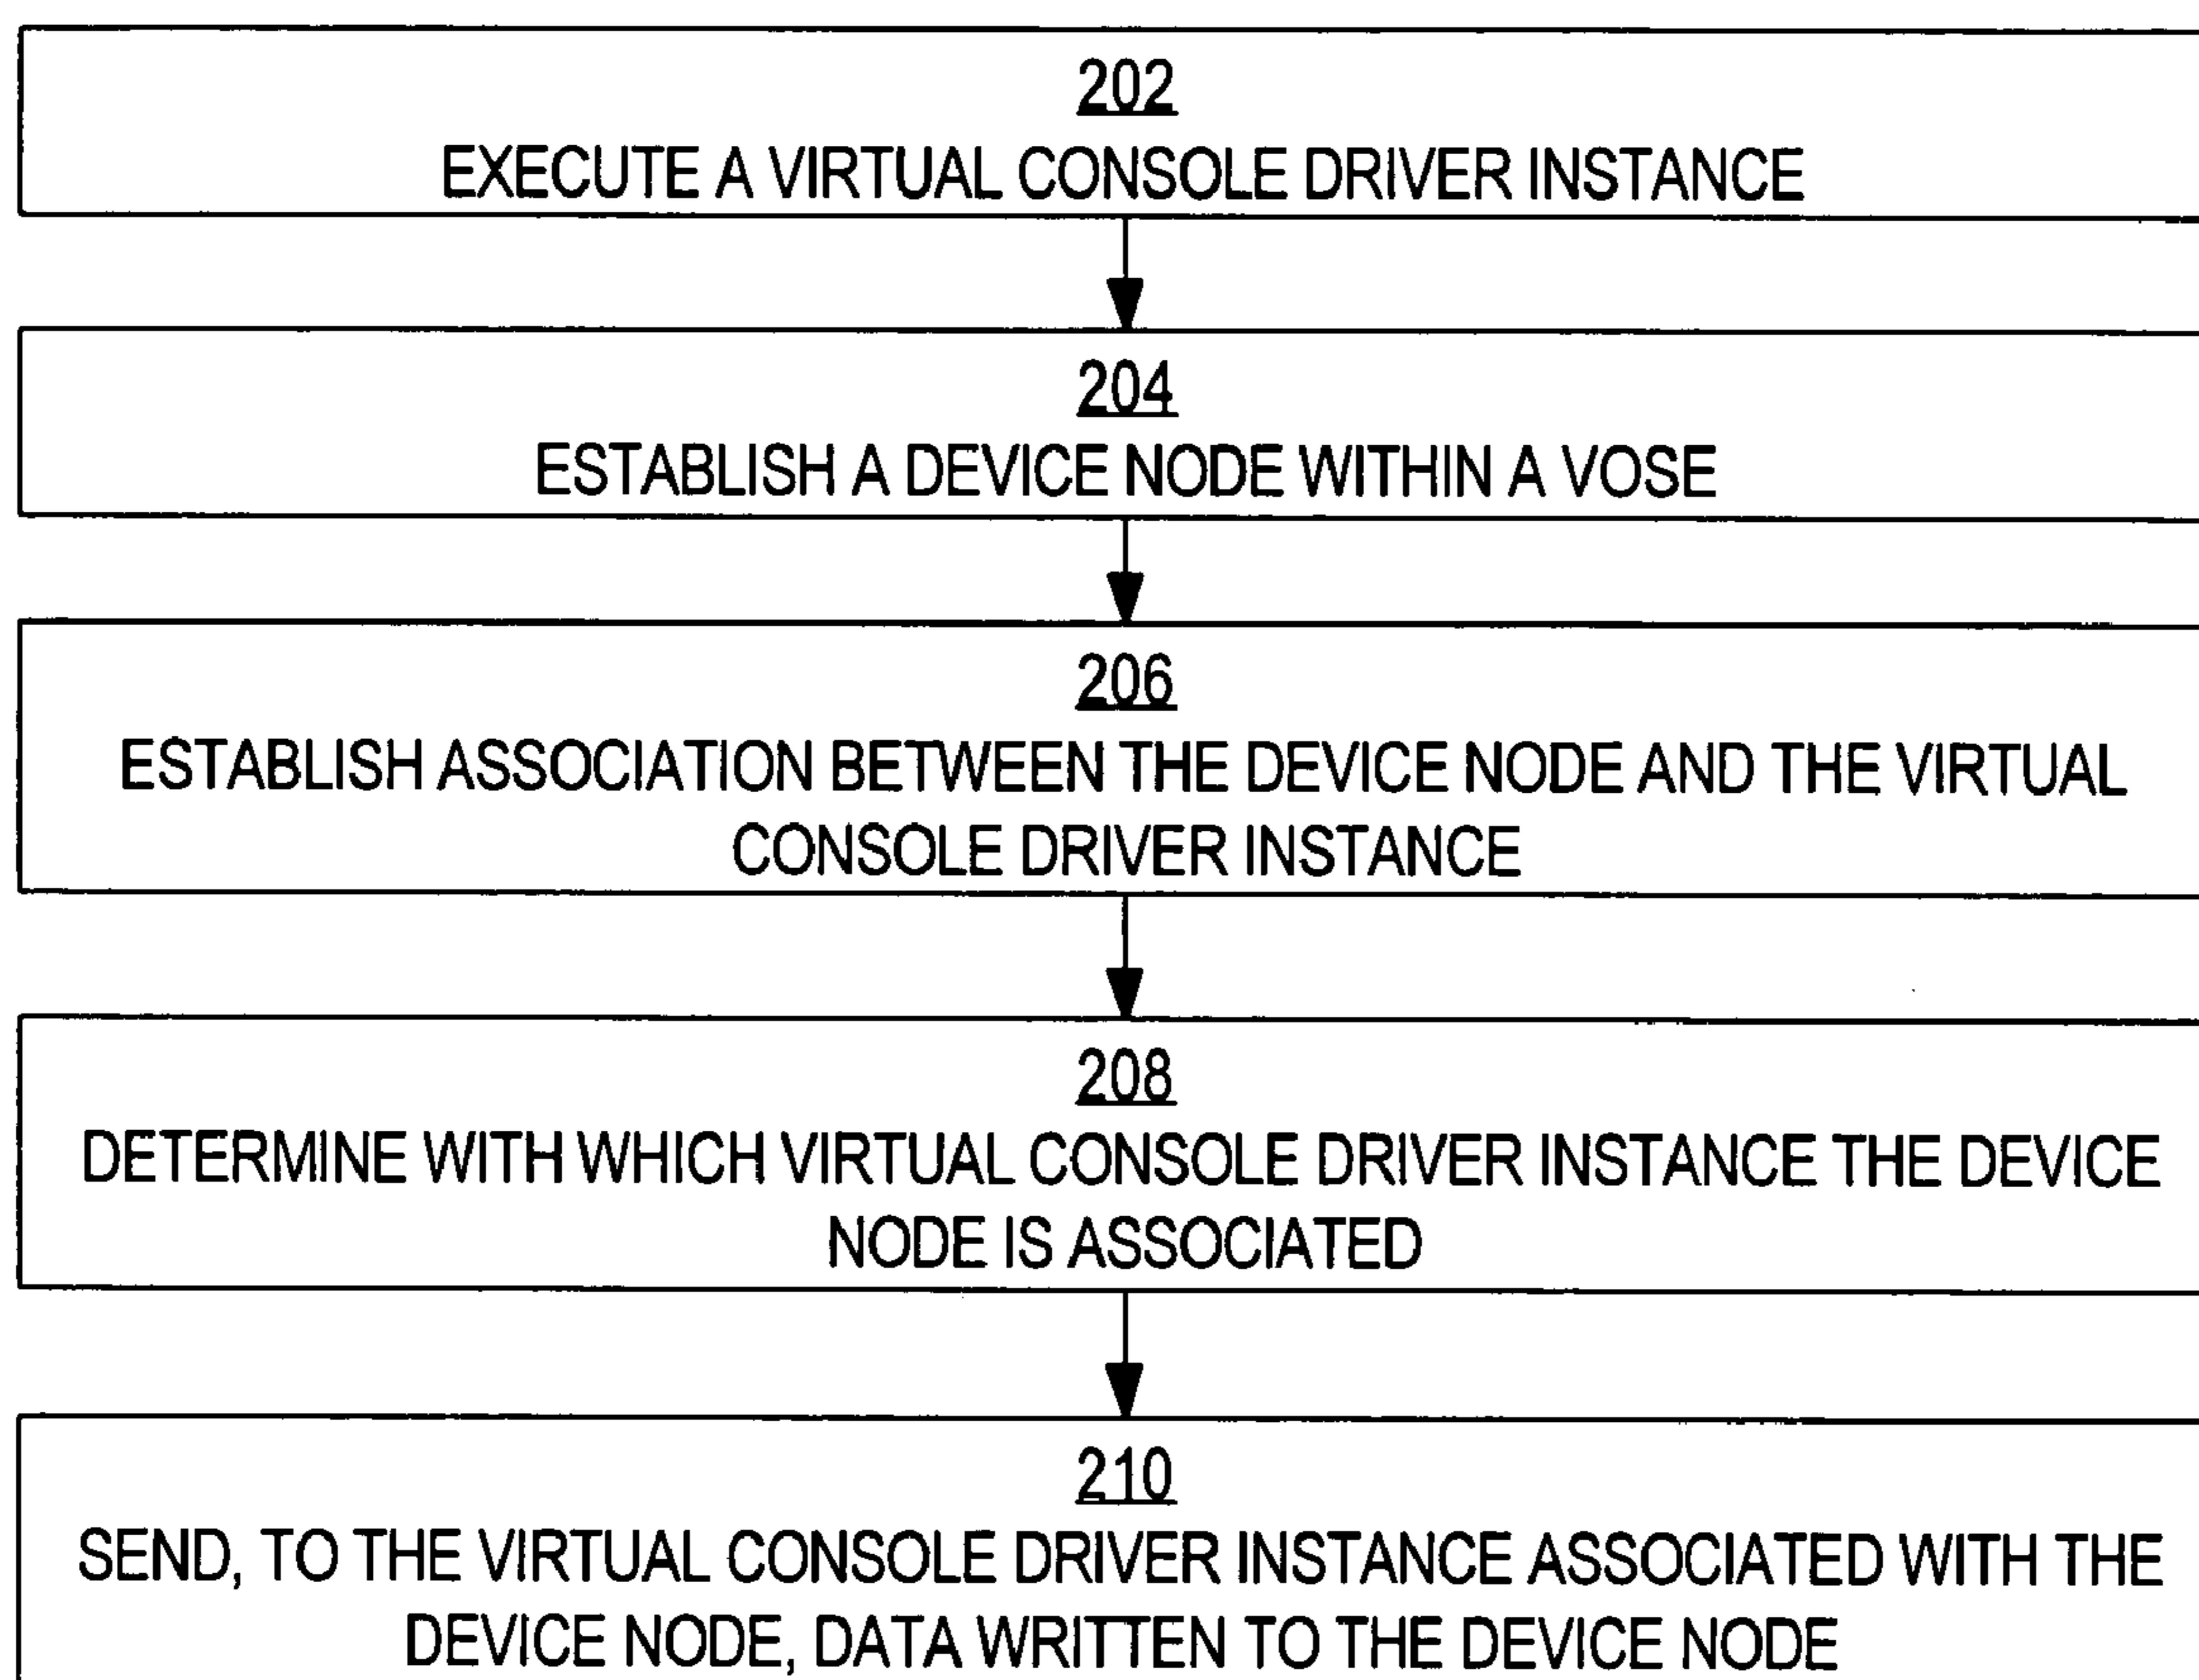 202
EXECUTE A VIRTUAL CONSOLE DRIVER INSTANCE
204
ESTABLISH A DEVICE NODE WITHIN A VOSE
206
ESTABLISH ASSOCIATION BETWEEN THE DEVICE NODE AND THE VIRTUAL
CONSOLE DRIVER INSTANCE
208
DETERMINE WITH WHICH VIRTUAL CONSOLE DRIVER INSTANCE THE DEVICE
NODE IS ASSOCIATED
210
SEND, TO THE VIRTUAL CONSOLE DRIVER INSTANCE ASSOCIATED WITH THE
DEVICE NODE, DATA WRITTEN TO THE DEVICE NODE